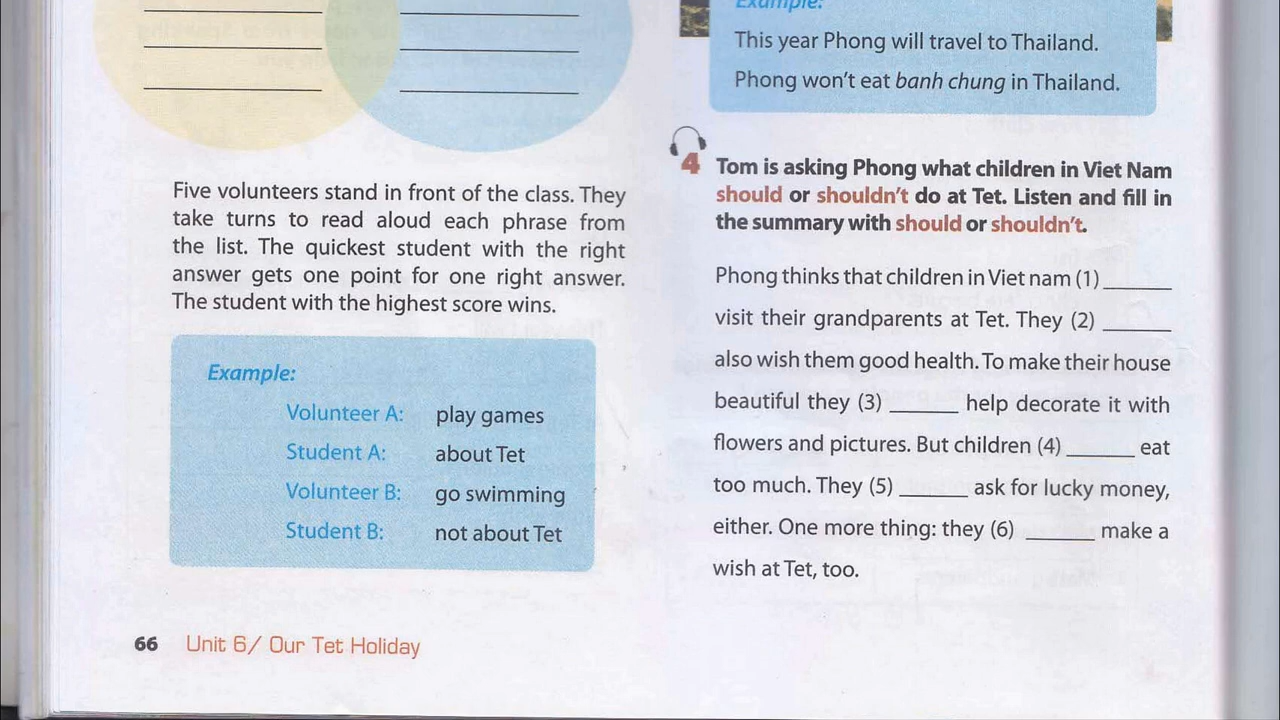 Five volunteers stand in front of the class. They
take turns to read aloud each phrase from
the list. The quickest student with the right
answer gets one point for one right answer.
The student with the highest score wins.
Example:
Volunteer A: play games
Student A: about Tet
Volunteer B: go swimming
Student B: not about Tet
66 Unit 6/ Our Tet Holiday
Example:
This year Phong will travel to Thailand.
Phong won't eat banh chung in Thailand.
4 Tom is asking Phong what children in Viet Nam
should or shouldn't do at Tet. Listen and fill in
the summary with should or shouldn't.
Phong thinks that children in Viet nam (1) ______
visit their grandparents at Tet. They (2) ______
also wish them good health. To make their house
beautiful they (3) ______ help decorate it with
flowers and pictures. But children (4) ______ eat
too much. They (5) ______ ask for lucky money,
either. One more thing: they (6) ______ make a
wish at Tet, too.